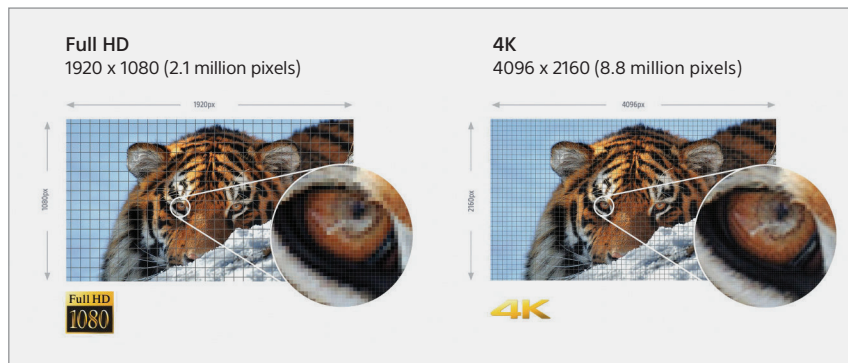 Full HD
1920 x 1080 (2.1 million pixels)
1920px
1080px
Full HD
1080
4K
4096 x 2160 (8.8 million pixels)
4096px
2160px
4K